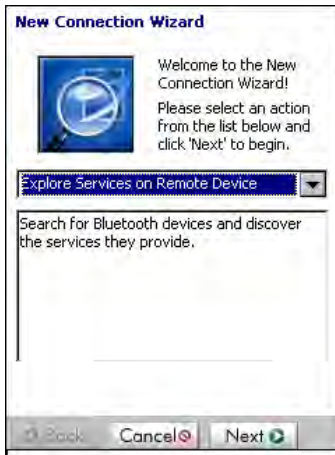 New Connection Wizard
Welcome to the New
Connection Wizard!
Please select an action
from the list below and
click 'Next' to begin.
Explore Services on Remote Device
Search for Bluetooth devices and discover
the services they provide.
Back Cancel Next